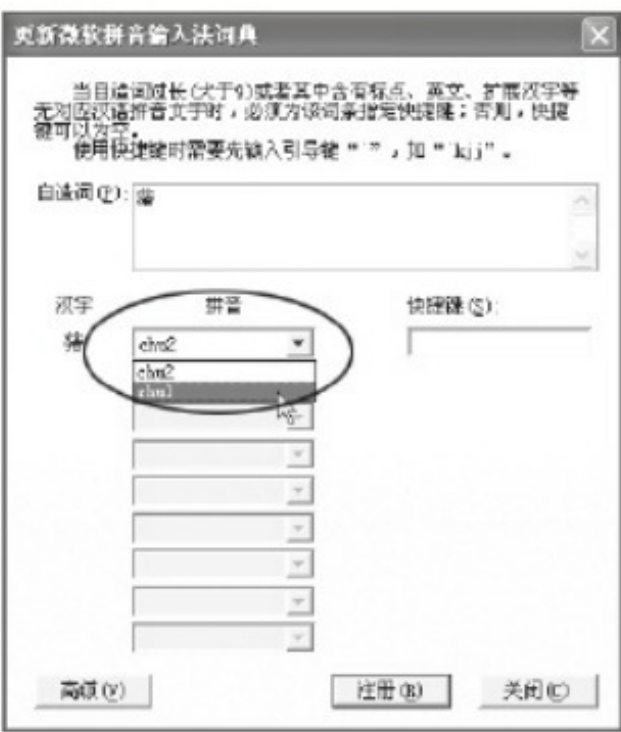 更新微软拼音输入法词典
当自造词过长(大于9)或者其中含有标点、英文、扩展汉字等
无对应汉语拼音文字时，必须为该词条指定快捷键；否则，快捷
键可以为空。
使用快捷键时需要先输入引导键“`”，如“`kjj”。
自造词(P):
汉字 拼音 快捷键(S):
chu2
chu2
zhu1
高级(V) 注册(R) 关闭(C)